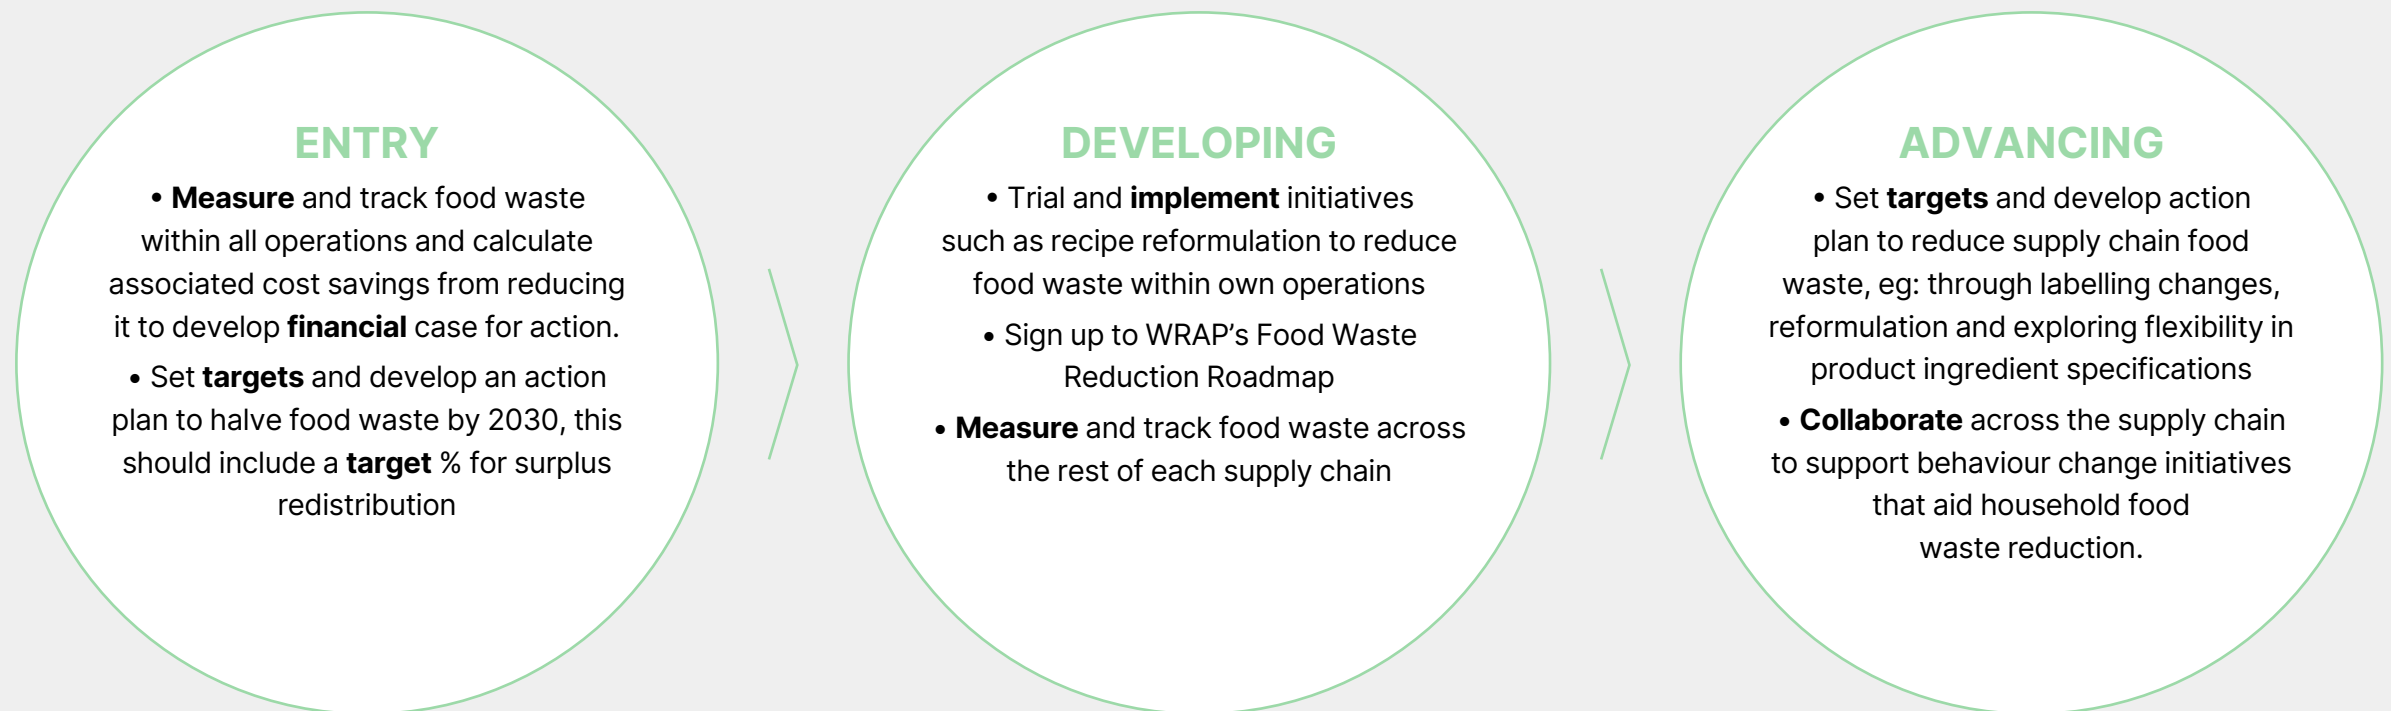 ENTRY
• Measure and track food waste
within all operations and calculate
associated cost savings from reducing
it to develop financial case for action.
• Set targets and develop an action
plan to halve food waste by 2030, this
should include a target % for surplus
redistribution
DEVELOPING
• Trial and implement initiatives
such as recipe reformulation to reduce
food waste within own operations
• Sign up to WRAP’s Food Waste
Reduction Roadmap
• Measure and track food waste across
the rest of each supply chain
ADVANCING
• Set targets and develop action
plan to reduce supply chain food
waste, eg: through labelling changes,
reformulation and exploring flexibility in
product ingredient specifications
• Collaborate across the supply chain
to support behaviour change initiatives
that aid household food
waste reduction.